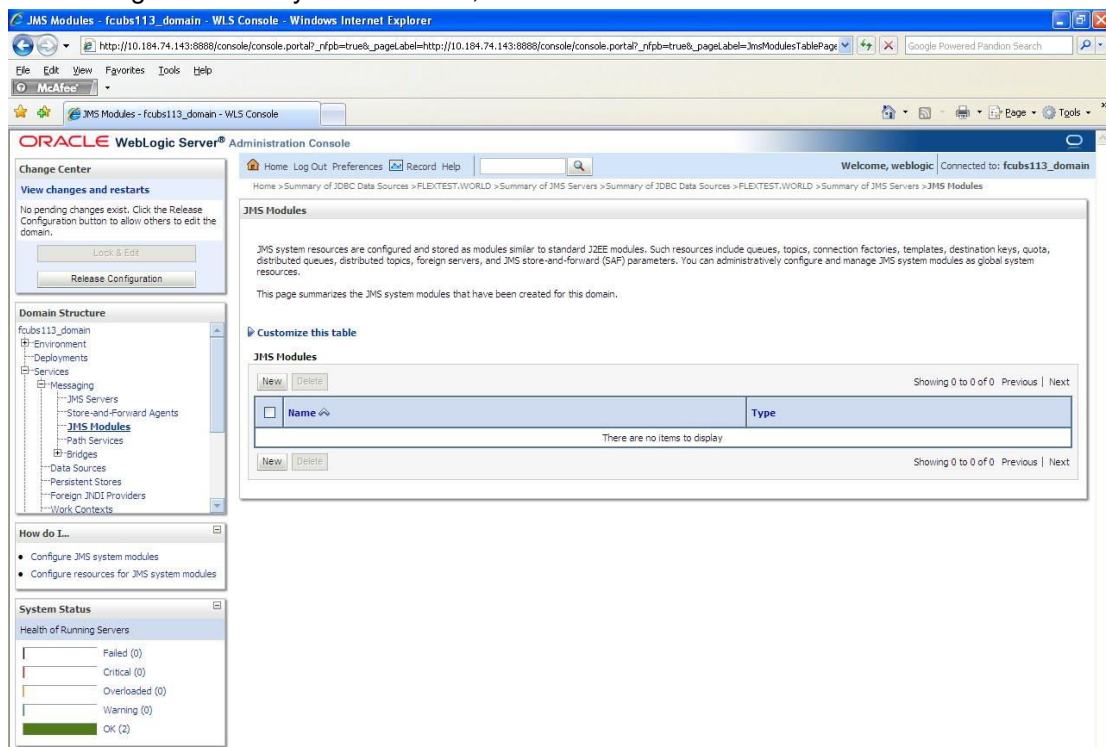 JMS Modules - fcubs113_domain - WLS Console - Windows Internet Explorer
http://10.184.74.143:8888/console/console.portal?_nfpb=true&_pageLabel=http://10.184.74.143:8888/console/console.portal?_nfpb=true&_pageLabel=JmsModulesTablePage
Google Powered Pandion Search
File Edit View Favorites Tools Help
McAfee
JMS Modules - fcubs113_domain - WLS Console
Page Tools
ORACLE WebLogic Server® Administration Console
Change Center
View changes and restarts
No pending changes exist. Click the Release
Configuration button to allow others to edit the
domain.
Lock & Edit
Release Configuration
Domain Structure
fcubs113_domain
Environment
Deployments
Services
Messaging
JMS Servers
Store-and-Forward Agents
JMS Modules
Path Services
Bridges
Data Sources
Persistent Stores
Foreign JNDI Providers
Work Contexts
How do I...
Configure JMS system modules
Configure resources for JMS system modules
System Status
Health of Running Servers
Failed (0)
Critical (0)
Overloaded (0)
Warning (0)
OK (2)
Home Log Out Preferences Record Help
Welcome, weblogic Connected to: fcubs113_domain
Home >Summary of JDBC Data Sources >FLEXTEST.WORLD >Summary of JMS Servers >Summary of JDBC Data Sources >FLEXTEST.WORLD >Summary of JMS Servers >JMS Modules
JMS Modules
JMS system resources are configured and stored as modules similar to standard J2EE modules. Such resources include queues, topics, connection factories, templates, destination keys, quota,
distributed queues, distributed topics, foreign servers, and JMS store-and-forward (SAF) parameters. You can administratively configure and manage JMS system modules as global system
resources.
This page summarizes the JMS system modules that have been created for this domain.
Customize this table
JMS Modules
New Delete Showing 0 to 0 of 0 Previous | Next
Name Type
There are no items to display
New Delete Showing 0 to 0 of 0 Previous | Next